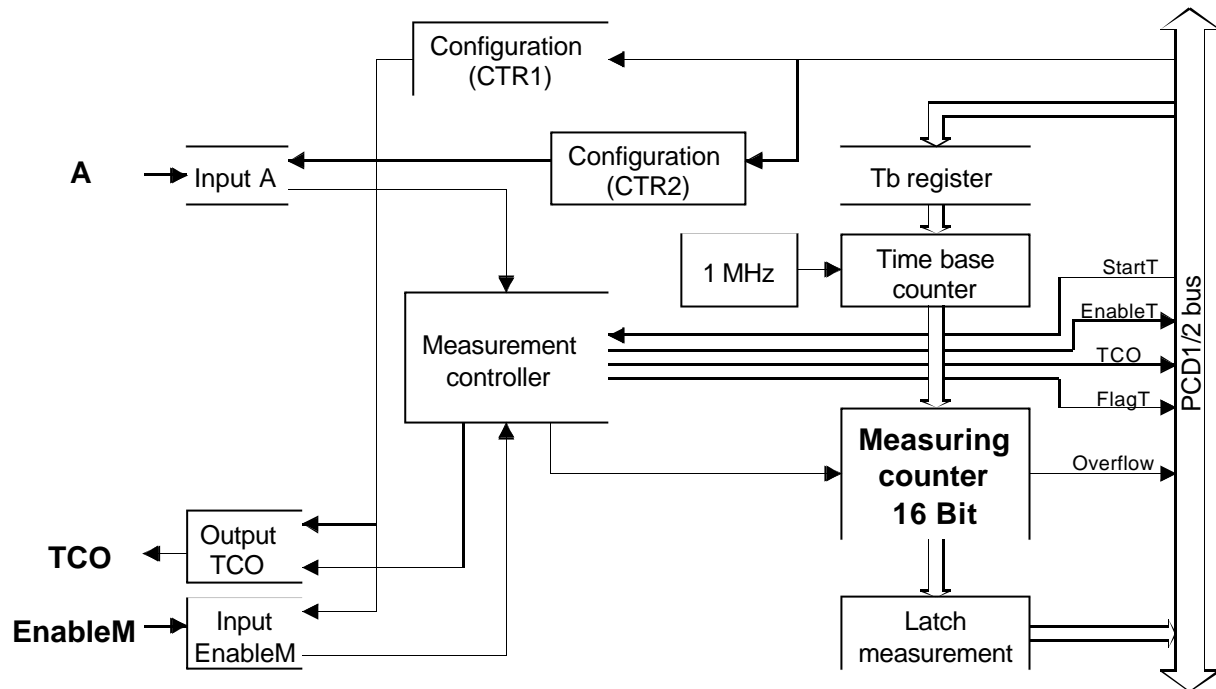 Configuration
(CTR1)
A
Input A
Configuration
(CTR2)
Tb register
1 MHz
Time base
counter
StartT
EnableT
TCO
FlagT
PCD1/2 bus
Measurement
controller
Measuring
counter
16 Bit
Overflow
TCO
Output
TCO
EnableM
Input
EnableM
Latch
measurement